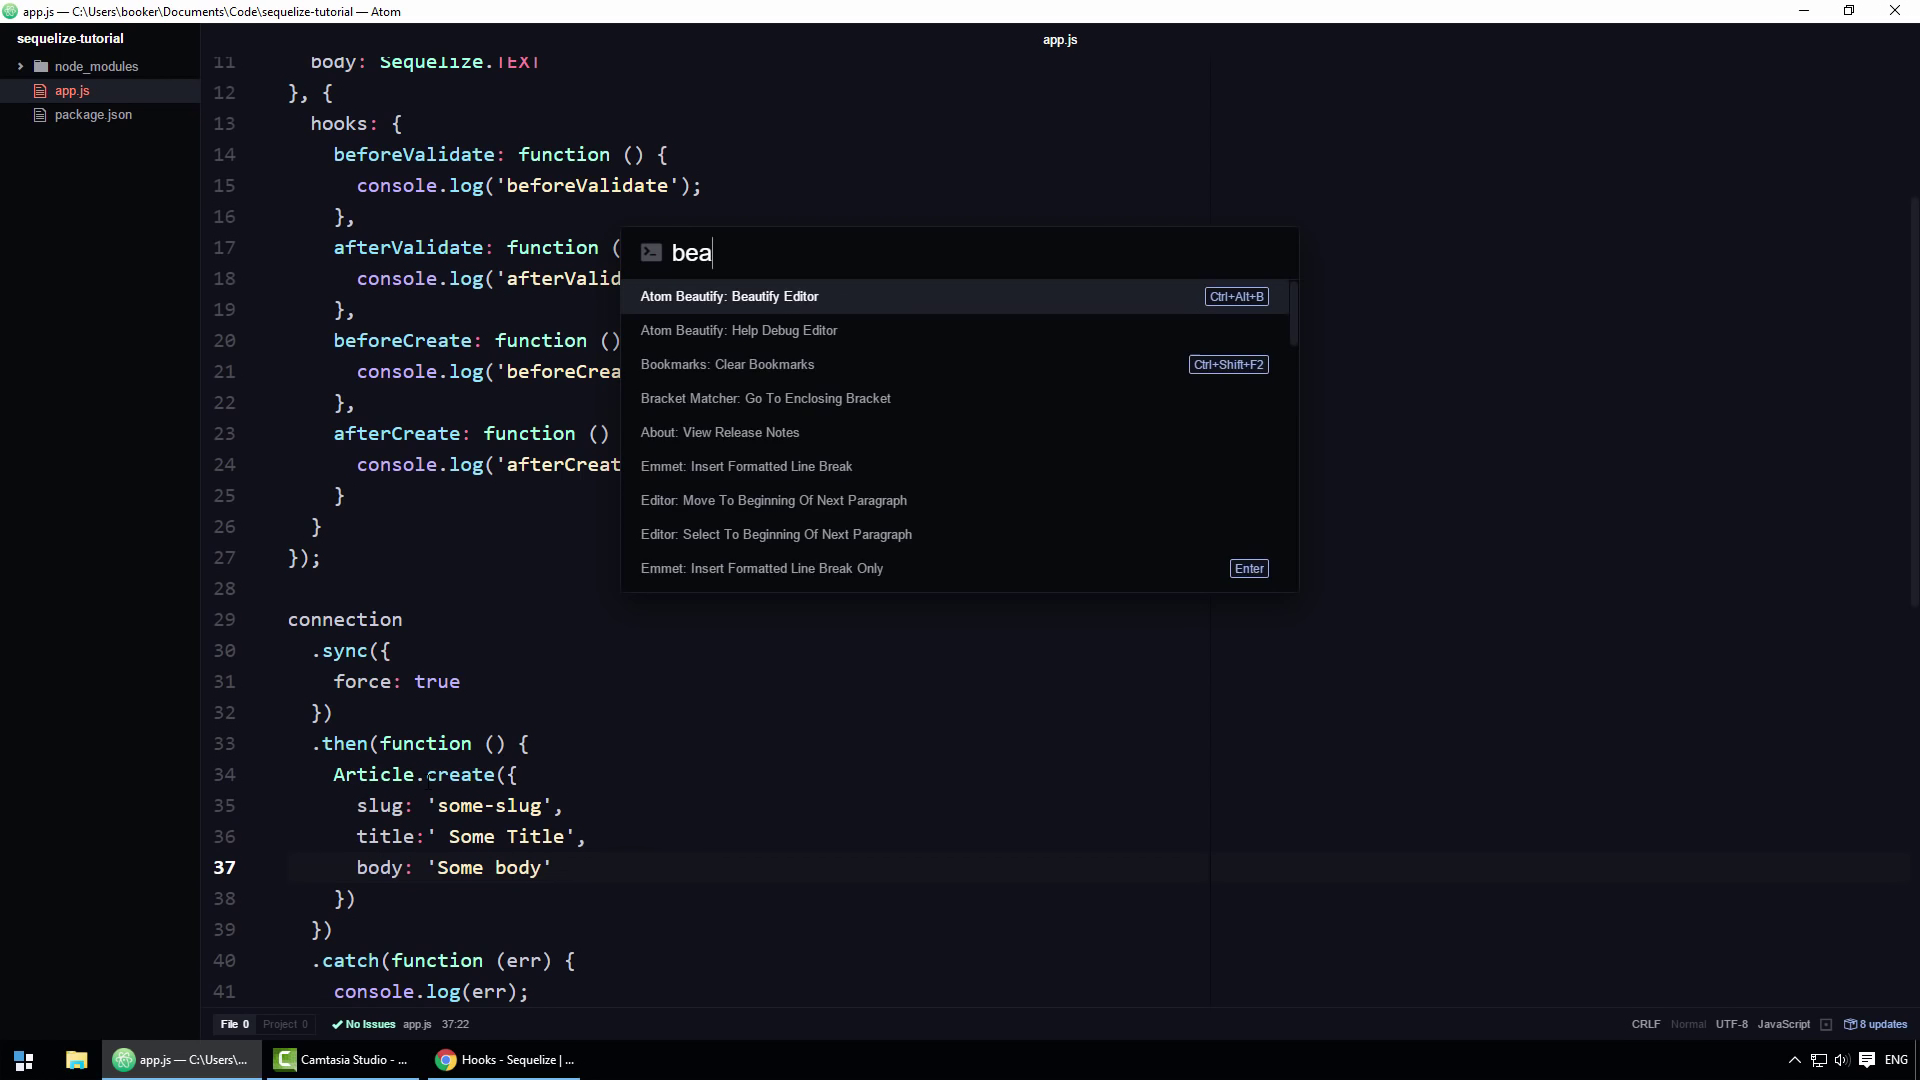 app.js — C:\Users\booker\Documents\Code\sequelize-tutorial — Atom
sequelize-tutorial
node_modules
app.js
package.json
app.js
11 body: Sequelize.TEXT
12 }, {
13 hooks: {
14 beforeValidate: function () {
15 console.log('beforeValidate');
16 },
17 afterValidate: function (
18 console.log('afterValid
19 },
20 beforeCreate: function ()
21 console.log('beforeCrea
22 },
23 afterCreate: function ()
24 console.log('afterCreat
25 }
26 }
27 });
28
29 connection
30 .sync({
31 force: true
32 })
33 .then(function () {
34 Article.create({
35 slug: 'some-slug',
36 title:' Some Title',
37 body: 'Some body'
38 })
39 })
40 .catch(function (err) {
41 console.log(err);
bea
Atom Beautify: Beautify Editor Ctrl+Alt+B
Atom Beautify: Help Debug Editor
Bookmarks: Clear Bookmarks Ctrl+Shift+F2
Bracket Matcher: Go To Enclosing Bracket
About: View Release Notes
Emmet: Insert Formatted Line Break
Editor: Move To Beginning Of Next Paragraph
Editor: Select To Beginning Of Next Paragraph
Emmet: Insert Formatted Line Break Only Enter
File 0 Project 0 No Issues app.js 37:22 CRLF Normal UTF-8 JavaScript 8 updates
app.js — C:\Users\... Camtasia Studio - ... Hooks - Sequelize | ... ENG